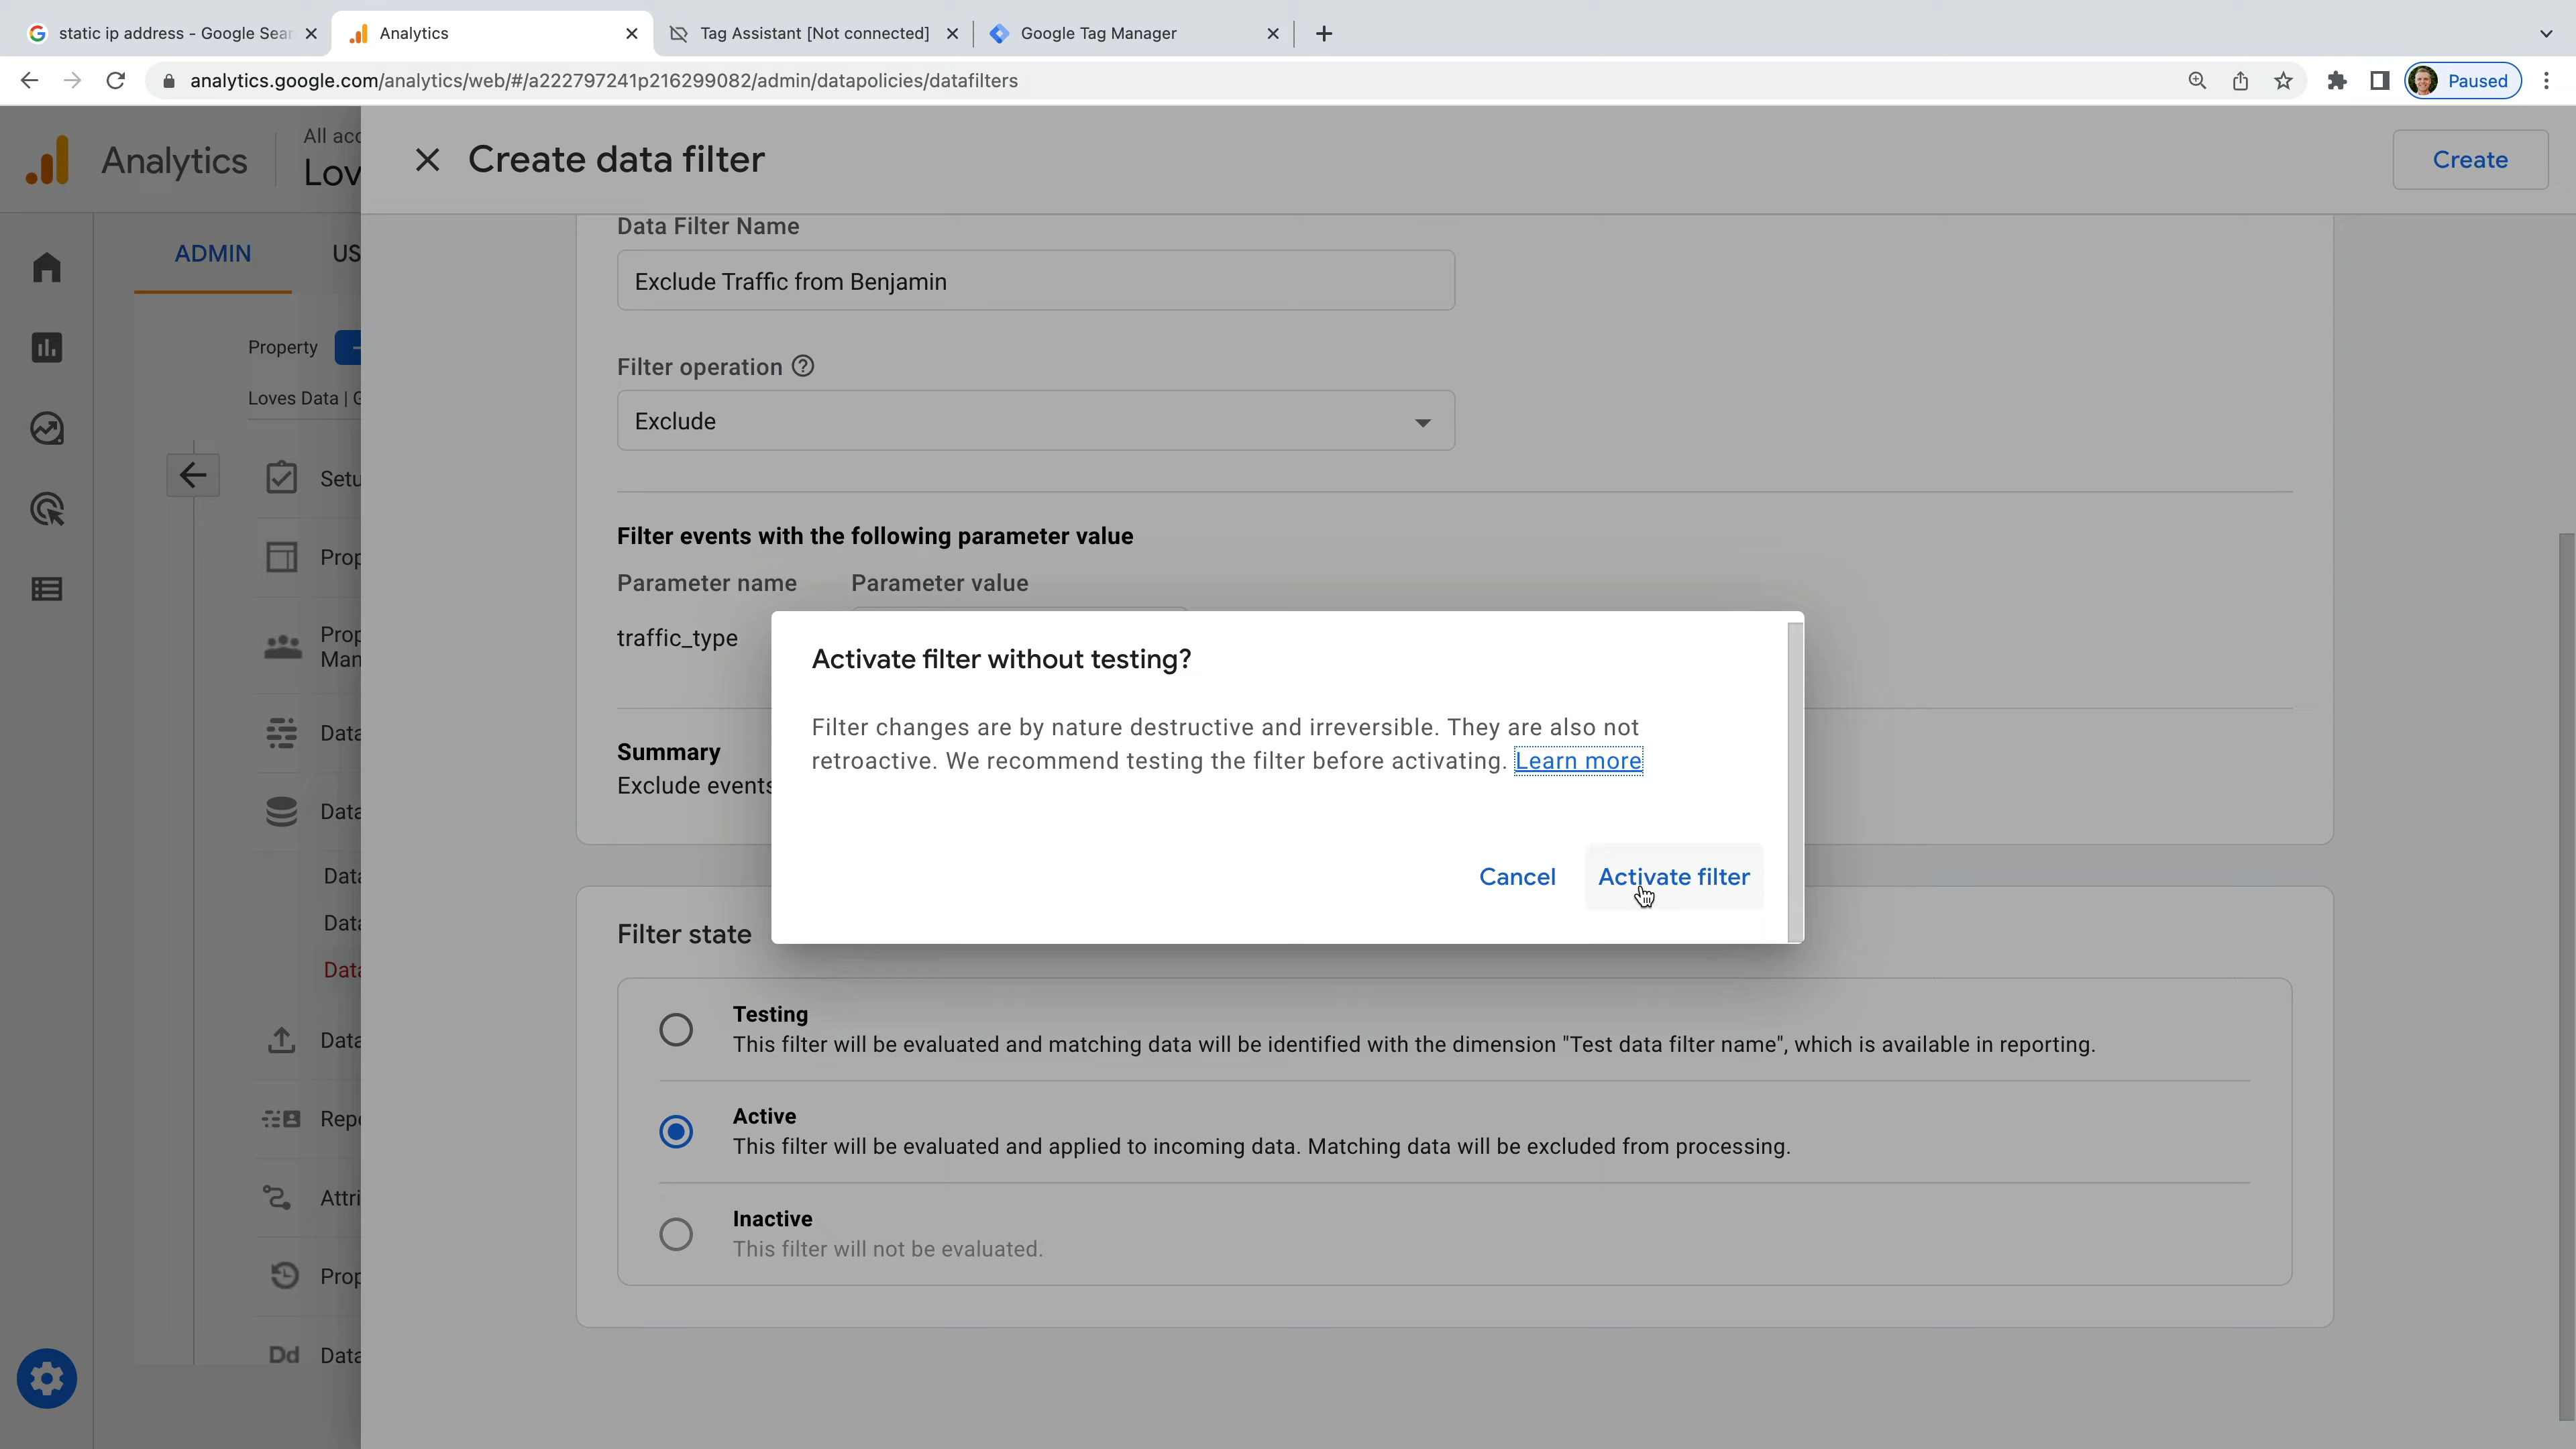 static ip address - Google Sear
Analytics
Tag Assistant [Not connected]
Google Tag Manager
analytics.google.com/analytics/web/#/a222797241p216299082/admin/datapolicies/datafilters
Paused
Analytics
All acc
Lov
Create data filter
Create
ADMIN
US
Property
Loves Data | G
Setu
Prop
Prop
Man
Data
Data
Data
Data
Data
Data
Repo
Attri
Prop
Dd
Data
Data Filter Name
Exclude Traffic from Benjamin
Filter operation
Exclude
Filter events with the following parameter value
Parameter name
Parameter value
traffic_type
Summary
Exclude events
Activate filter without testing?
Filter changes are by nature destructive and irreversible. They are also not
retroactive. We recommend testing the filter before activating. Learn more
Cancel
Activate filter
Filter state
Testing
This filter will be evaluated and matching data will be identified with the dimension "Test data filter name", which is available in reporting.
Active
This filter will be evaluated and applied to incoming data. Matching data will be excluded from processing.
Inactive
This filter will not be evaluated.